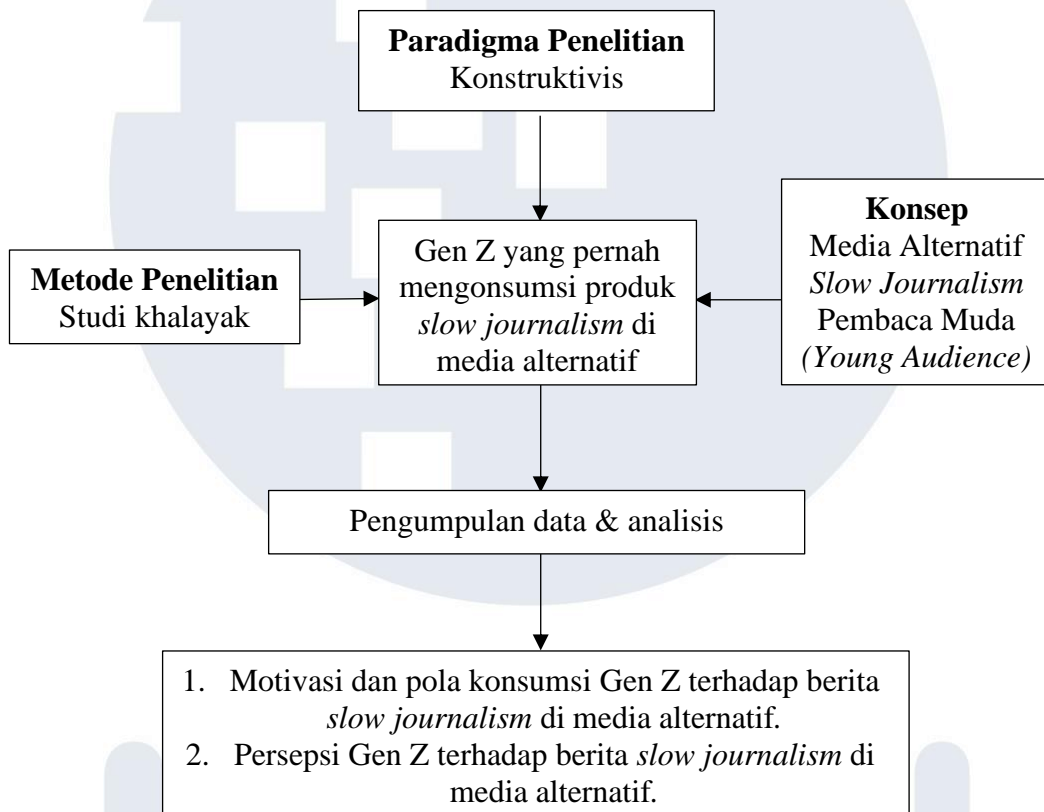 Paradigma Penelitian
Konstruktivis
Metode Penelitian
Studi khalayak
Gen Z yang pernah
mengonsumsi produk
slow journalism di
media alternatif
Konsep
Media Alternatif
Slow Journalism
Pembaca Muda
(Young Audience)
Pengumpulan data & analisis
1. Motivasi dan pola konsumsi Gen Z terhadap berita
slow journalism di media alternatif.
2. Persepsi Gen Z terhadap berita slow journalism di
media alternatif.